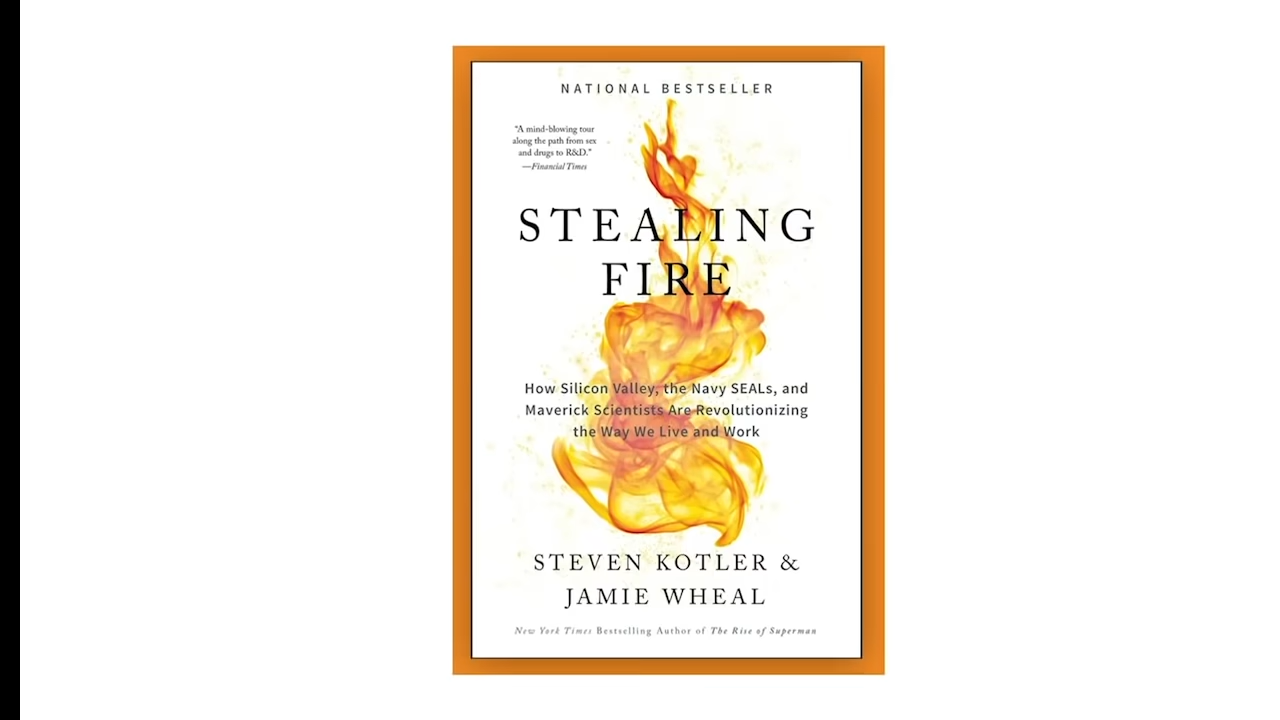 NATIONAL BESTSELLER
"A mind-blowing tour
along the path from sex
and drugs to R&D."
—Financial Times
STEALING
FIRE
How Silicon Valley, the Navy SEALs, and
Maverick Scientists Are Revolutionizing
the Way We Live and Work
STEVEN KOTLER &
JAMIE WHEAL
New York Times Bestselling Author of The Rise of Superman